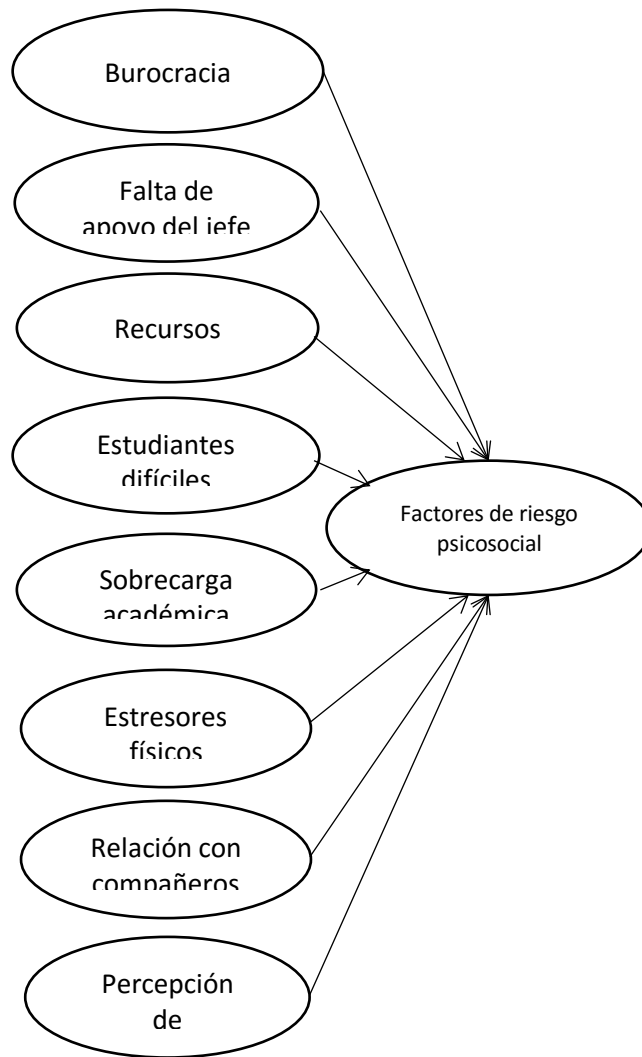 Burocracia
Falta de
apoyo del jefe
Recursos
Estudiantes
difíciles
Factores de riesgo
psicosocial
Sobrecarga
académica
Estresores
físicos
Relación con
compañeros
Percepción
de